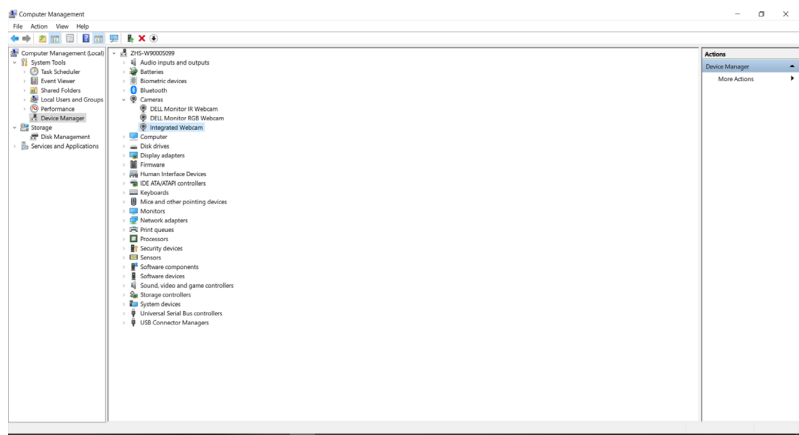 Computer Management
File Action View Help
Computer Management (Local)
System Tools
Task Scheduler
Event Viewer
Shared Folders
Local Users and Groups
Performance
Device Manager
Storage
Disk Management
Services and Applications
ZHS-W90005099
Audio inputs and outputs
Batteries
Biometric devices
Bluetooth
Cameras
DELL Monitor IR Webcam
DELL Monitor RGB Webcam
Integrated Webcam
Computer
Disk drives
Display adapters
Firmware
Human Interface Devices
IDE ATA/ATAPI controllers
Keyboards
Mice and other pointing devices
Monitors
Network adapters
Print queues
Processors
Security devices
Sensors
Software components
Software devices
Sound, video and game controllers
Storage controllers
System devices
Universal Serial Bus controllers
USB Connector Managers
Actions
Device Manager
More Actions